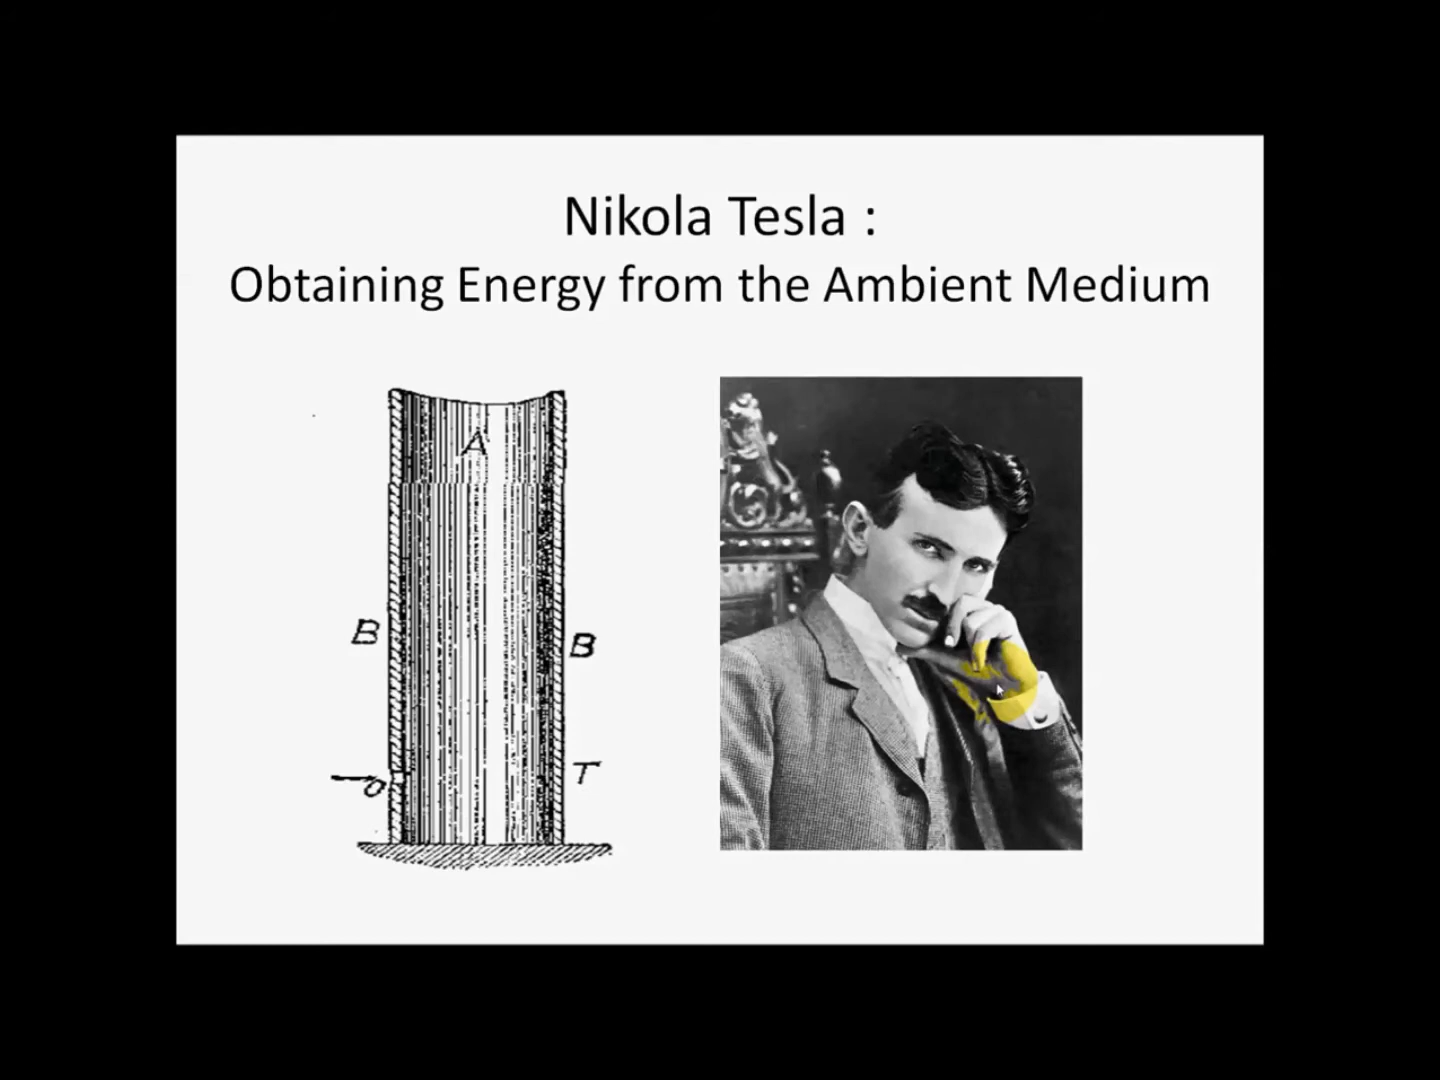 Nikola Tesla :
Obtaining Energy from the Ambient Medium
A
B
B
T
O